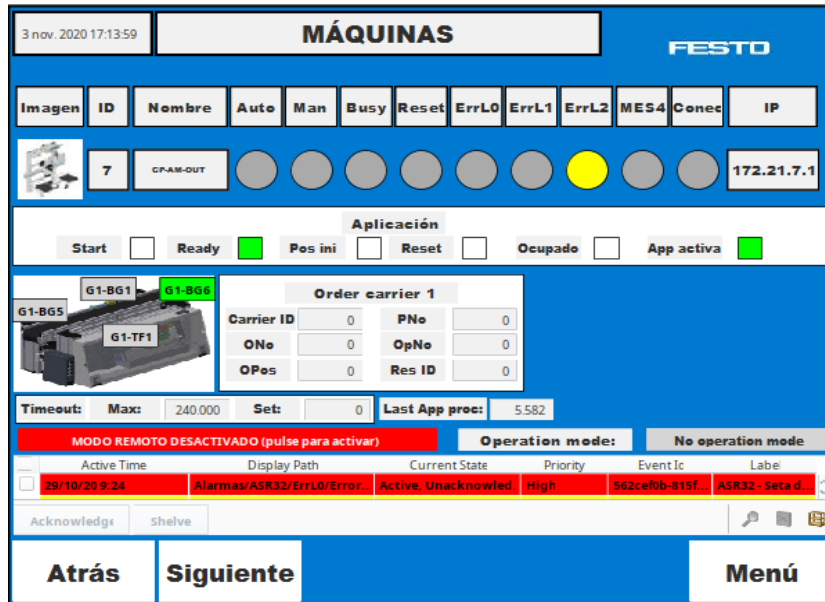 3 nov. 2020 17:13:59
MÁQUINAS
FESTO
Imagen ID Nombre Auto Man Busy Reset ErrL0 ErrL1 ErrL2 MES4 Conec IP
7 CP-AM-OUT 172.21.7.1
Aplicación
Start Ready Pos ini Reset Ocupado App activa
G1-BG1 G1-BG6
G1-BG5
G1-TF1
Order carrier 1
Carrier ID 0 PNo 0
ONo 0 OpNo 0
OPos 0 Res ID 0
Timeout: Max: 240.000 Set: 0 Last App proc: 5.582
MODO REMOTO DESACTIVADO (pulse para activar) Operation mode: No operation mode
Active Time Display Path Current State Priority Event Id Label
29/10/20 9:24 Alarmas/ASR32/ErrL0/Error... Active, Unacknowled. High 562cef0b-815f... ASR32 - Seta d...
Acknowledge Shelve
Atrás Siguiente Menú